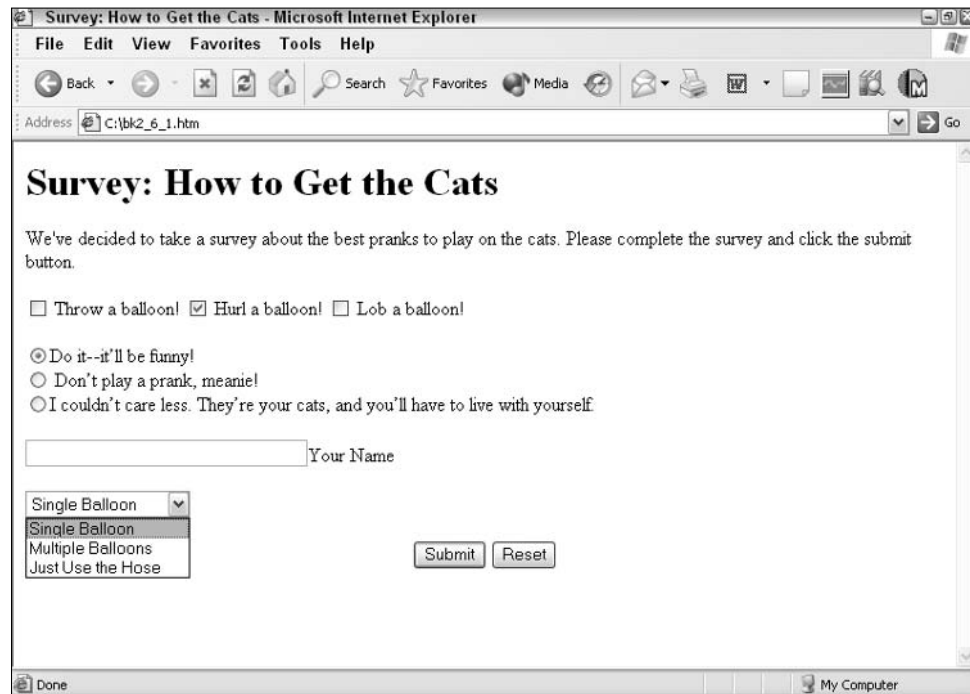 Survey: How to Get the Cats - Microsoft Internet Explorer
File Edit View Favorites Tools Help
Back Search Favorites Media
Address C:\bk2_6_1.htm Go
Survey: How to Get the Cats
We've decided to take a survey about the best pranks to play on the cats. Please complete the survey and click the submit
button.
Throw a balloon! Hurl a balloon! Lob a balloon!
Do it--it'll be funny!
Don't play a prank, meanie!
I couldn't care less. They're your cats, and you'll have to live with yourself.
Your Name
Single Balloon
Single Balloon
Multiple Balloons
Submit Reset
Just Use the Hose
Done My Computer